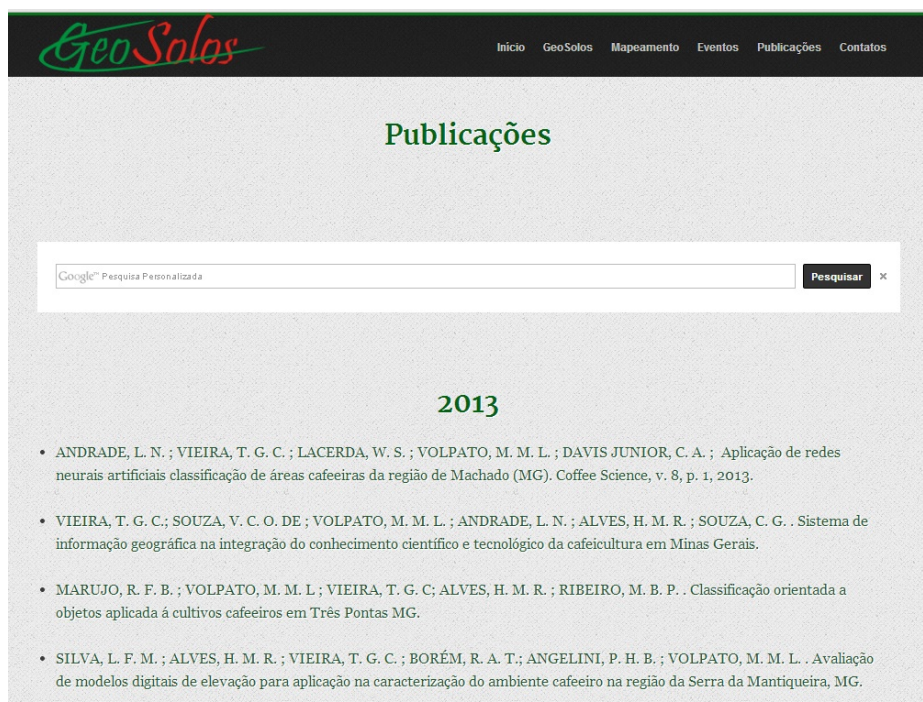 GeoSolos
Início GeoSolos Mapeamento Eventos Publicações Contatos
Publicações
Google™ Pesquisa Personalizada
Pesquisar ×
2013
• ANDRADE, L. N. ; VIEIRA, T. G. C. ; LACERDA, W. S. ; VOLPATO, M. M. L. ; DAVIS JUNIOR, C. A. ; Aplicação de redes
neurais artificiais classificação de áreas cafeeiras da região de Machado (MG). Coffee Science, v. 8, p. 1, 2013.
• VIEIRA, T. G. C.; SOUZA, V. C. O. DE ; VOLPATO, M. M. L. ; ANDRADE, L. N. ; ALVES, H. M. R. ; SOUZA, C. G. . Sistema de
informação geográfica na integração do conhecimento científico e tecnológico da cafeicultura em Minas Gerais.
• MARUJO, R. F. B. ; VOLPATO, M. M. L ; VIEIRA, T. G. C; ALVES, H. M. R. ; RIBEIRO, M. B. P. . Classificação orientada a
objetos aplicada á cultivos cafeeiros em Três Pontas MG.
• SILVA, L. F. M. ; ALVES, H. M. R. ; VIEIRA, T. G. C. ; BORÉM, R. A. T.; ANGELINI, P. H. B. ; VOLPATO, M. M. L. . Avaliação
de modelos digitais de elevação para aplicação na caracterização do ambiente cafeeiro na região da Serra da Mantiqueira, MG.